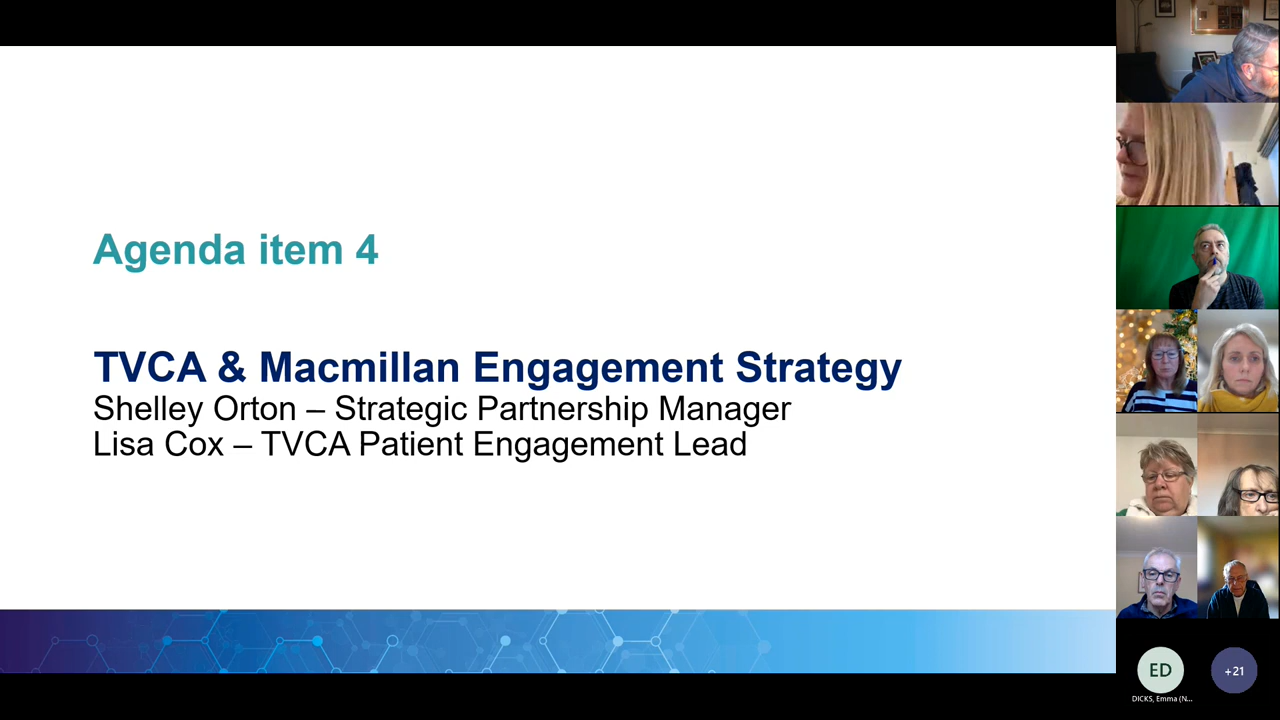 Agenda item 4
TVCA & Macmillan Engagement Strategy
Shelley Orton – Strategic Partnership Manager
Lisa Cox – TVCA Patient Engagement Lead
ED
+21
DICKS, Emma (N...